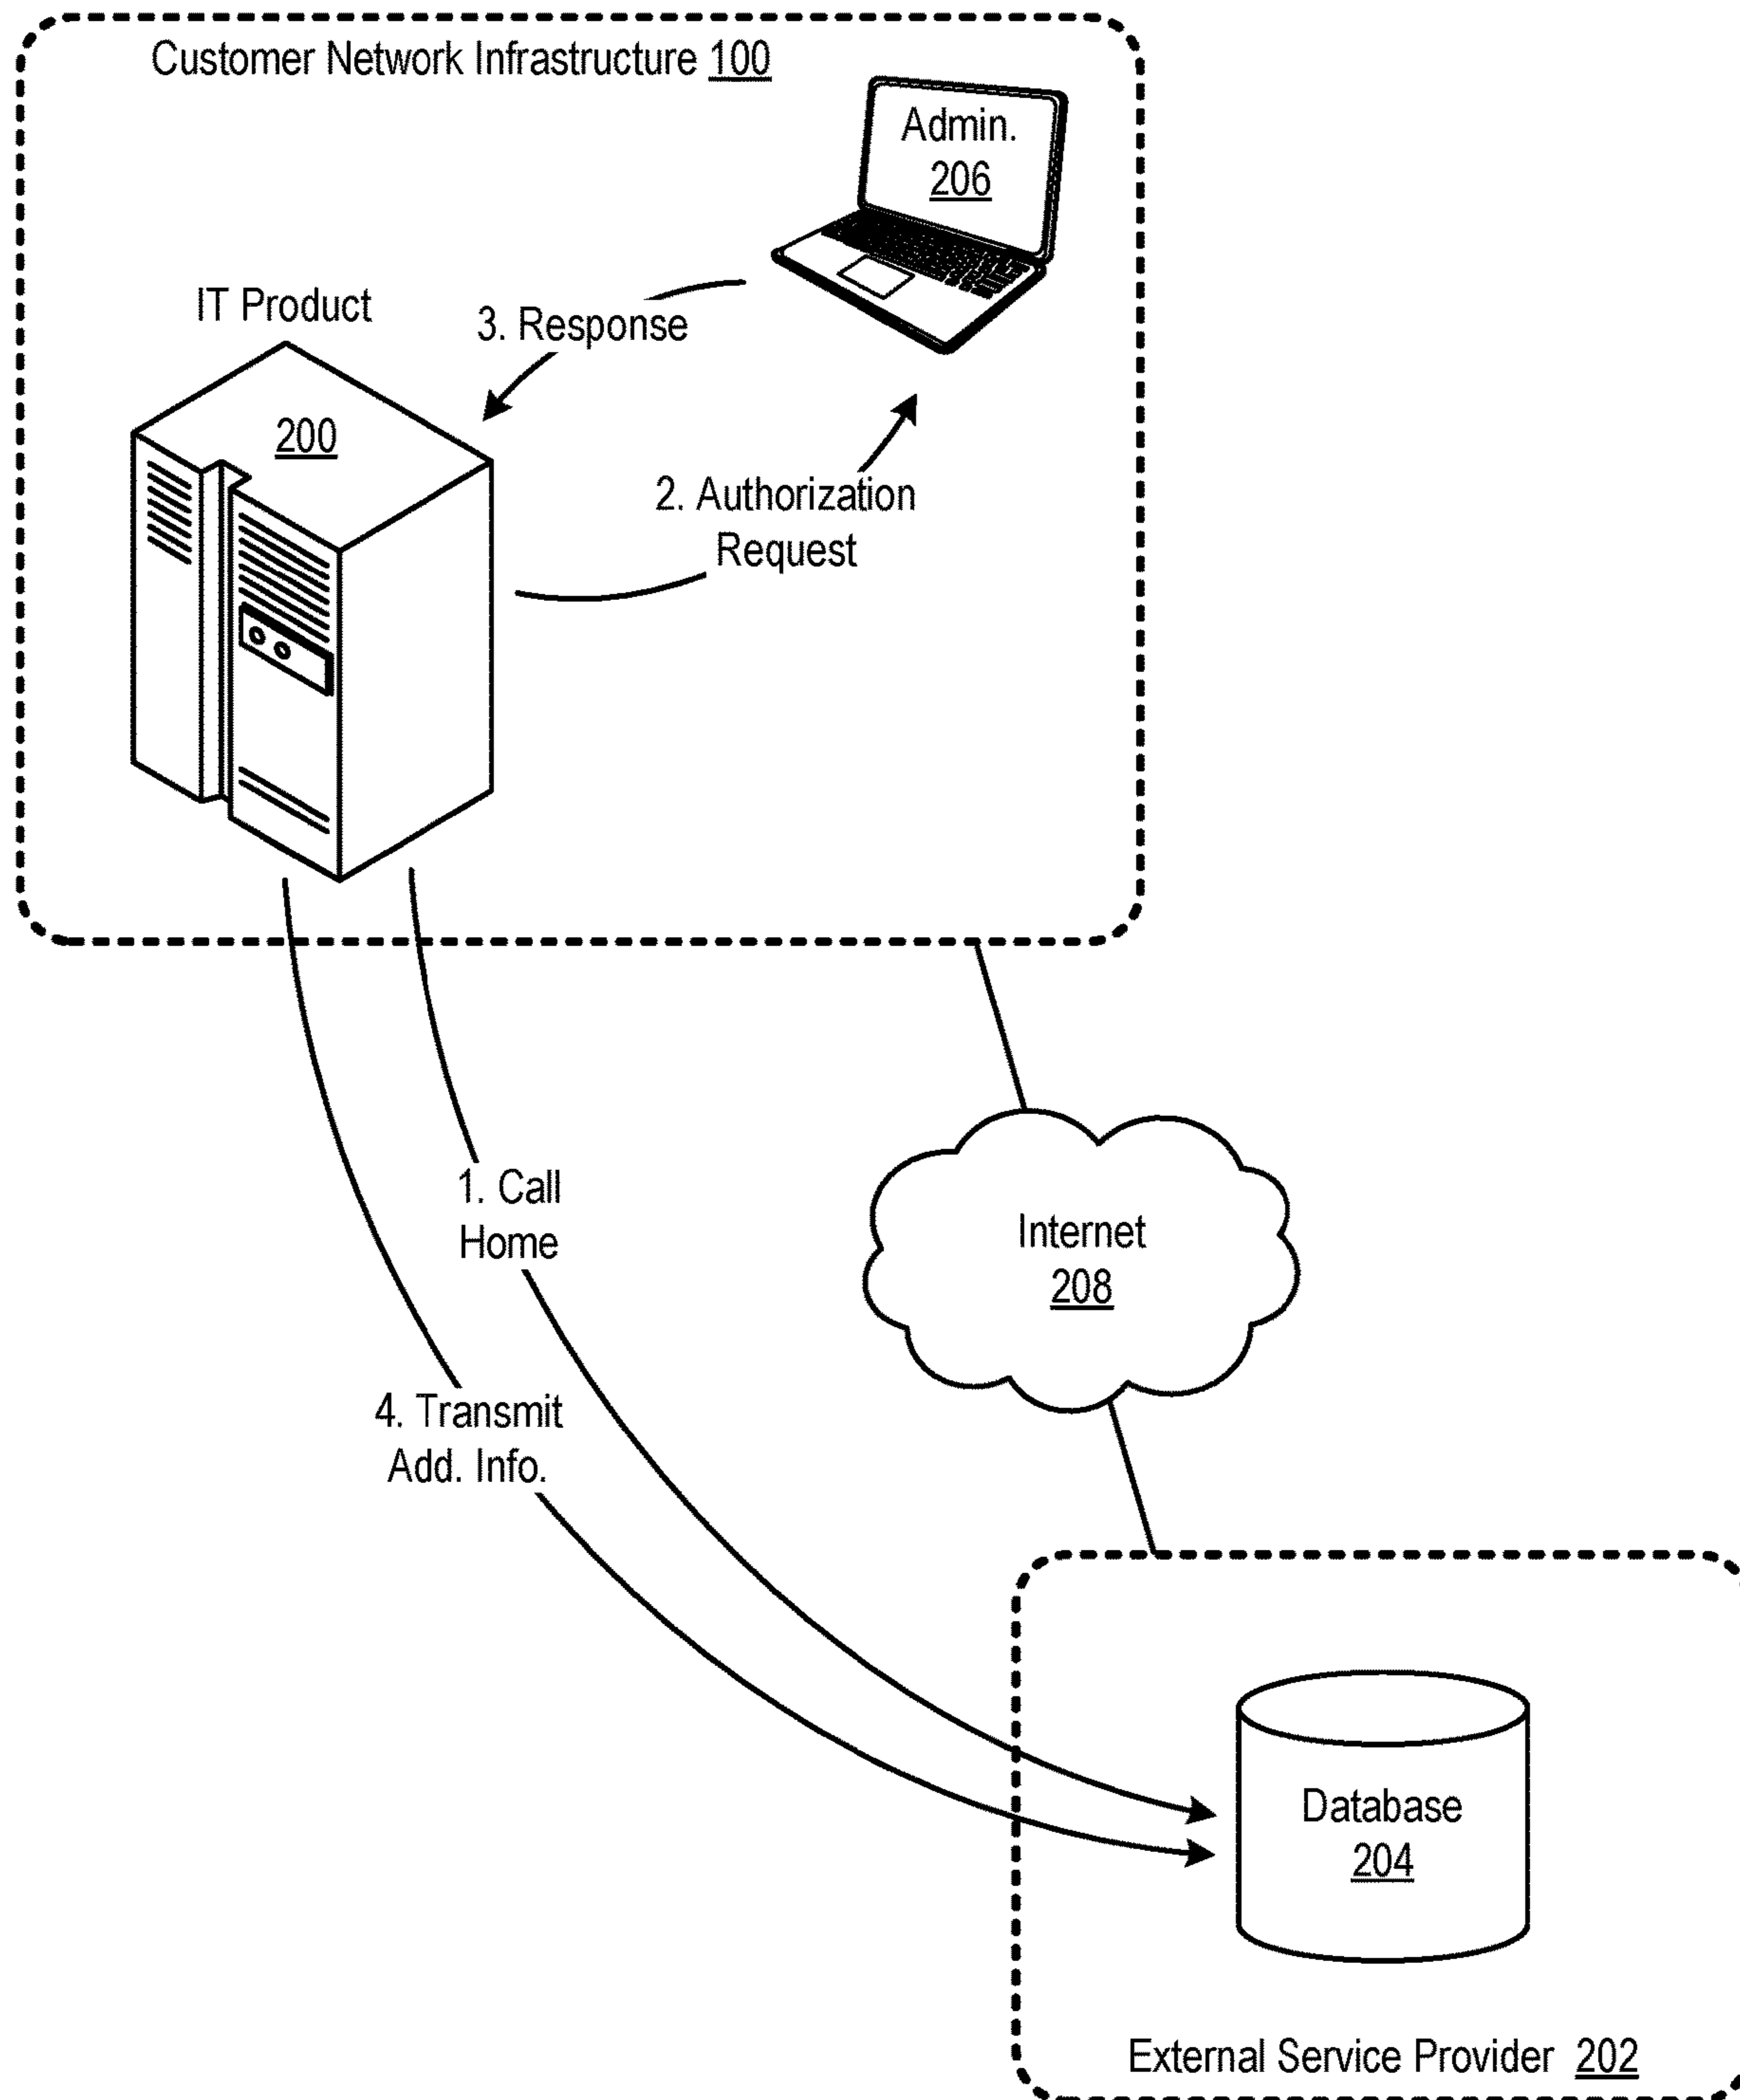 Customer Network Infrastructure 100
Admin.
206
IT Product
3. Response
200
2. Authorization
Request
1. Call
Home
Internet
208
4. Transmit
Add. Info.
Database
204
External Service Provider 202